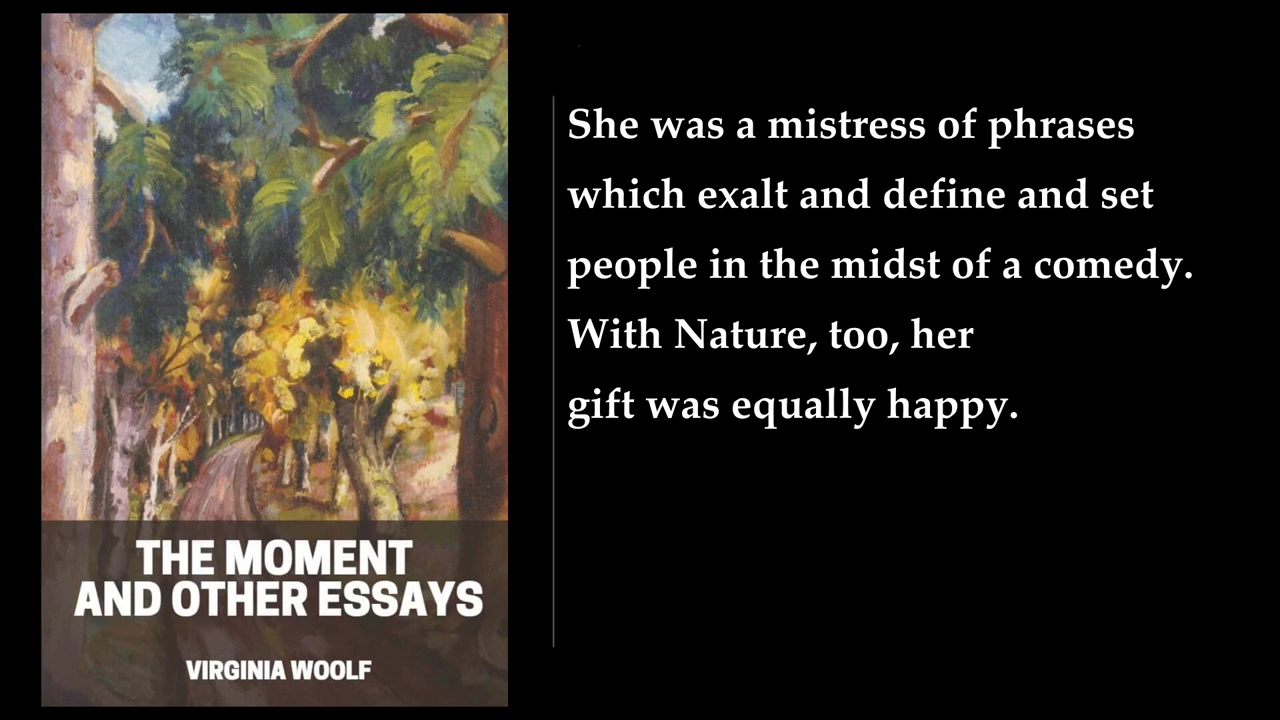 THE MOMENT
AND OTHER ESSAYS
VIRGINIA WOOLF
She was a mistress of phrases
which exalt and define and set
people in the midst of a comedy.
With Nature, too, her
gift was equally happy.